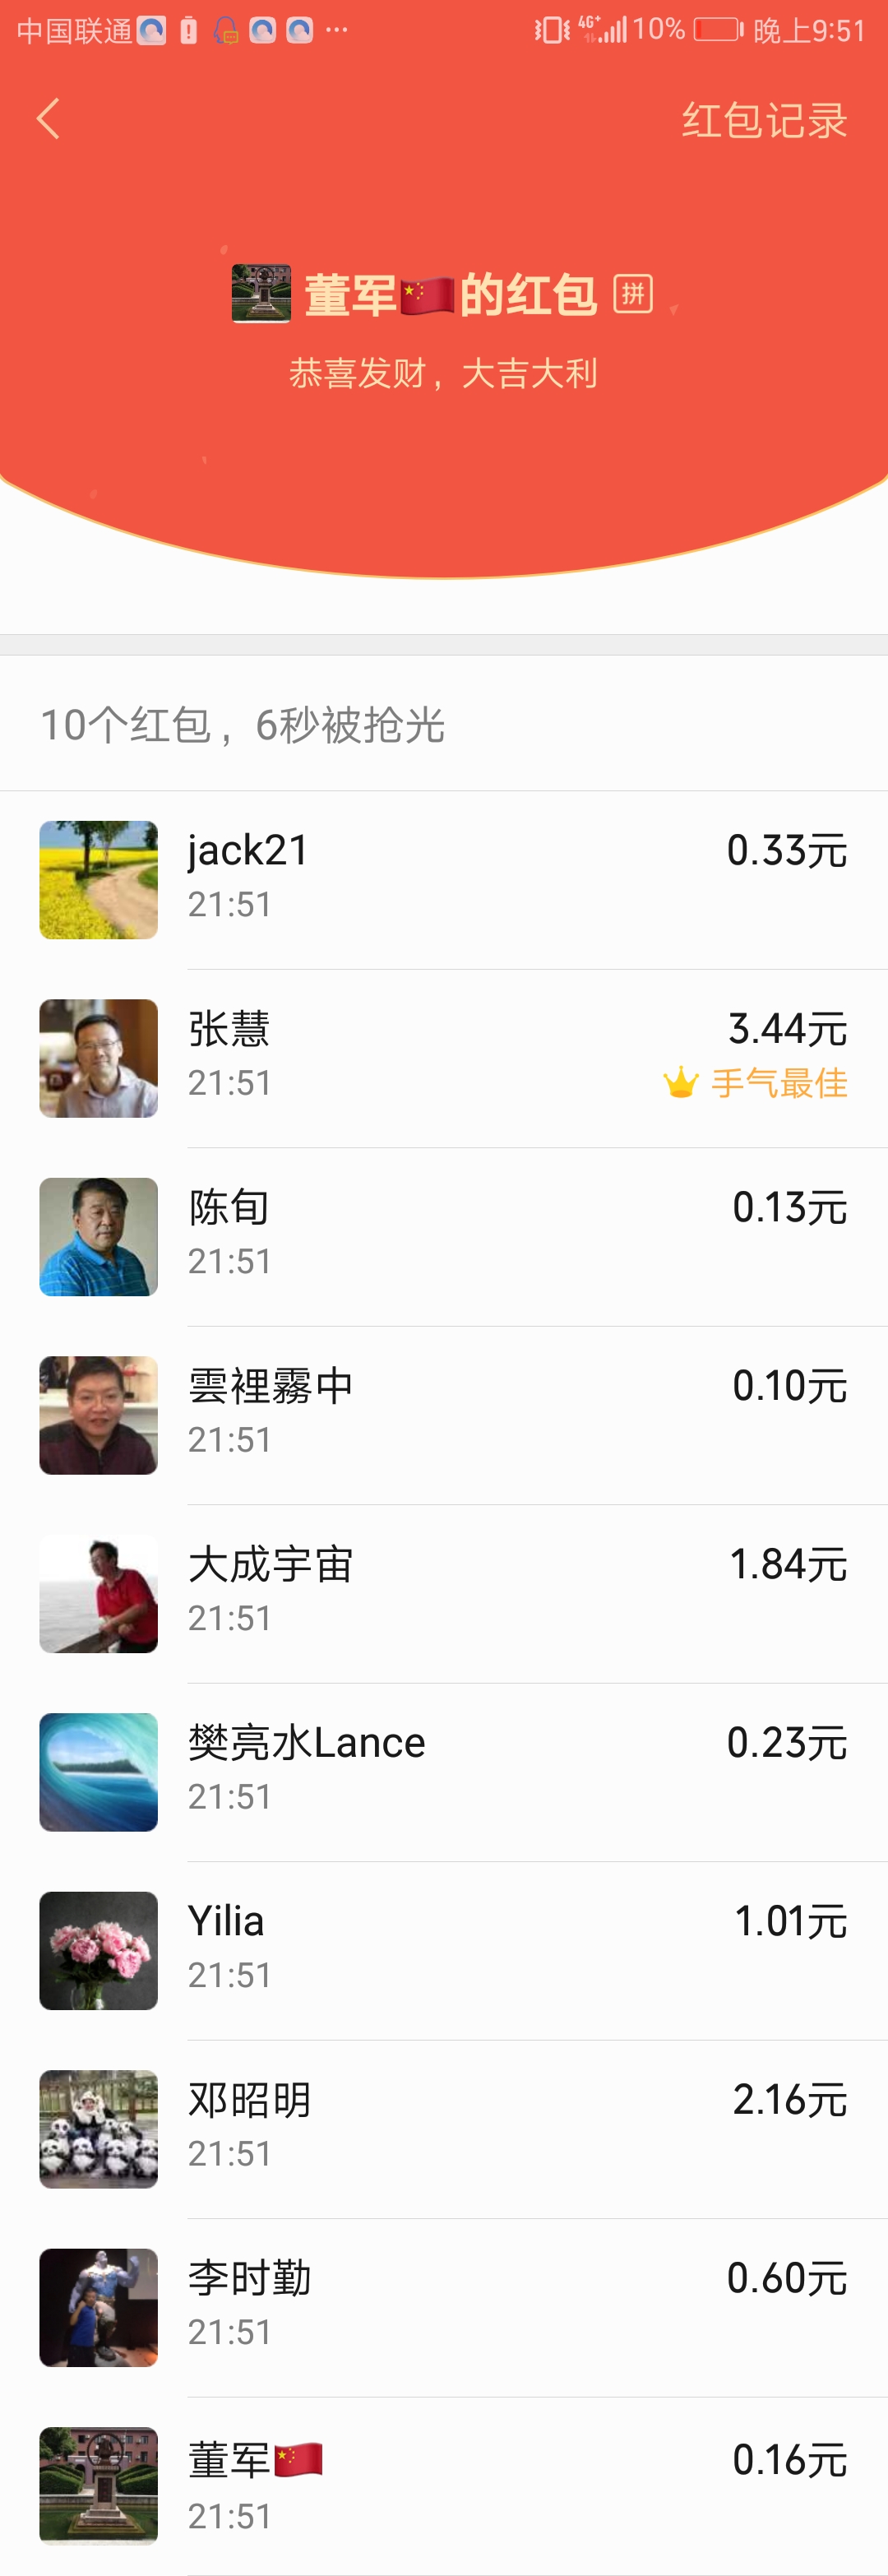 中国联通 4G+ 10% 晚上9:51
红包记录
董军🇨🇳的红包 拼
恭喜发财，大吉大利
10个红包，6秒被抢光
jack21 0.33元
21:51
张慧 3.44元
21:51 手气最佳
陈旬 0.13元
21:51
雲裡霧中 0.10元
21:51
大成宇宙 1.84元
21:51
樊亮水Lance 0.23元
21:51
Yilia 1.01元
21:51
邓昭明 2.16元
21:51
李时勤 0.60元
21:51
董军🇨🇳 0.16元
21:51